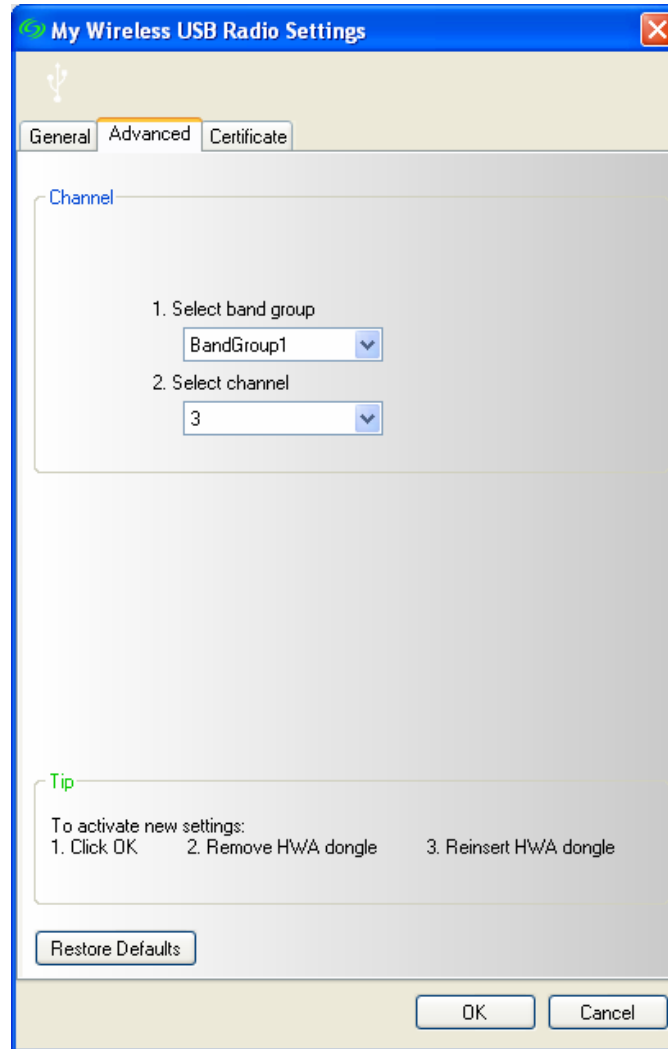 My Wireless USB Radio Settings
General Advanced Certificate
Channel
1. Select band group
BandGroup1
2. Select channel
3
Tip
To activate new settings:
1. Click OK 2. Remove HWA dongle 3. Reinsert HWA dongle
Restore Defaults
OK Cancel